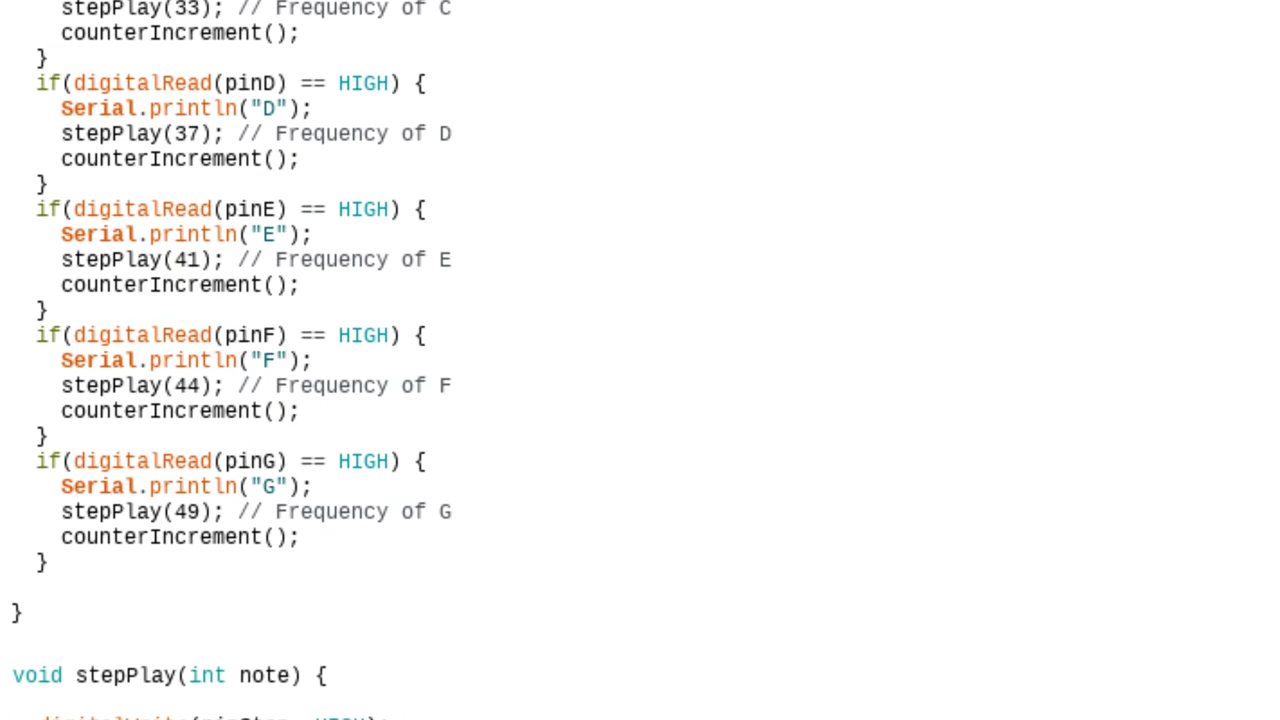 stepPlay(33); // Frequency of C
counterIncrement();
}
if(digitalRead(pinD) == HIGH) {
Serial.println("D");
stepPlay(37); // Frequency of D
counterIncrement();
}
if(digitalRead(pinE) == HIGH) {
Serial.println("E");
stepPlay(41); // Frequency of E
counterIncrement();
}
if(digitalRead(pinF) == HIGH) {
Serial.println("F");
stepPlay(44); // Frequency of F
counterIncrement();
}
if(digitalRead(pinG) == HIGH) {
Serial.println("G");
stepPlay(49); // Frequency of G
counterIncrement();
}
}
void stepPlay(int note) {